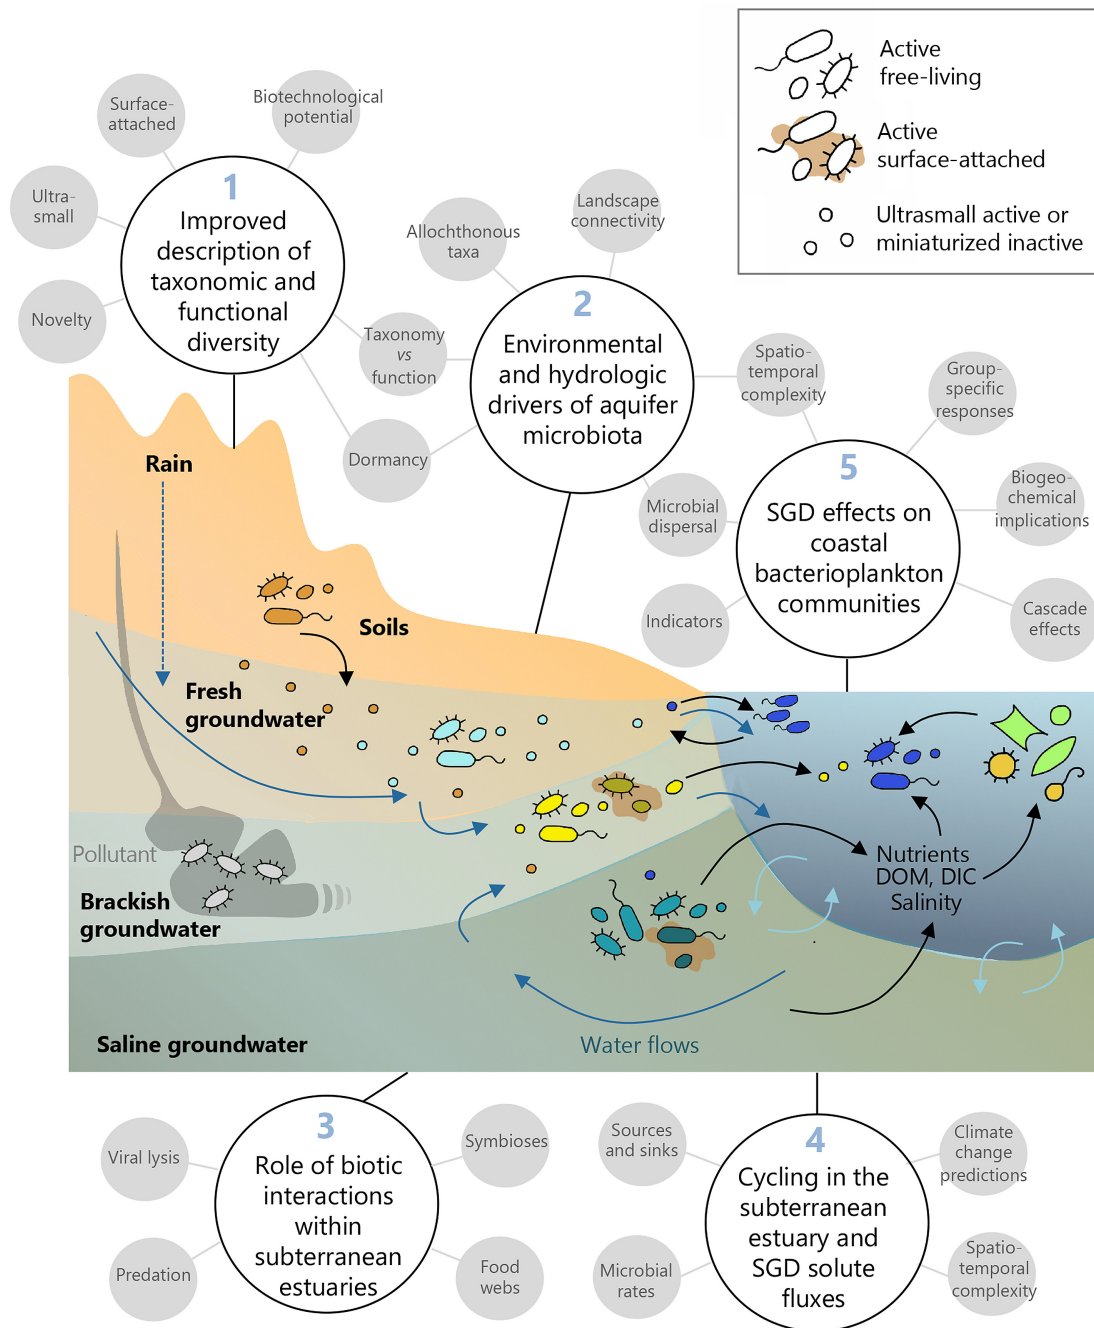 Active
free-living
Active
surface-attached
Ultrasmall active or
miniaturized inactive
Surface-
attached
Biotechnological
potential
Ultra-
small
Novelty
1
Improved
description of
taxonomic and
functional
diversity
Allochthonous
taxa
Landscape
connectivity
Taxonomy
vs
function
Dormancy
2
Environmental
and hydrologic
drivers of aquifer
microbiota
Spatio-
temporal
complexity
Group-
specific
responses
Microbial
dispersal
Biogeo-
chemical
implications
Indicators
Cascade
effects
5
SGD effects on
coastal
bacterioplankton
communities
Rain
Soils
Fresh
groundwater
Pollutant
Brackish
groundwater
Nutrients
DOM, DIC
Salinity
Saline groundwater
Water flows
Viral lysis
Symbioses
Predation
Food
webs
3
Role of biotic
interactions
within
subterranean
estuaries
Sources
and sinks
Climate
change
predictions
Microbial
rates
Spatio-
temporal
complexity
4
Cycling in the
subterranean
estuary and
SGD solute
fluxes